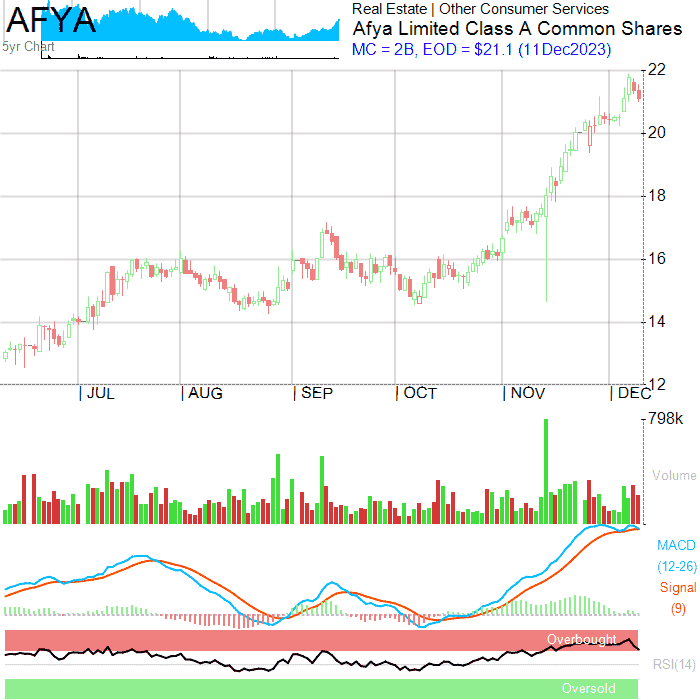 AFYA
5yr Chart
Real Estate | Other Consumer Services
Afya Limited Class A Common Shares
MC = 2B, EOD = $21.1 (11Dec2023)
22
20
18
16
14
12
JUL
AUG
SEP
OCT
NOV
DEC
798k
Volume
MACD
(12-26)
Signal
(9)
Overbought
RSI(14)
Oversold